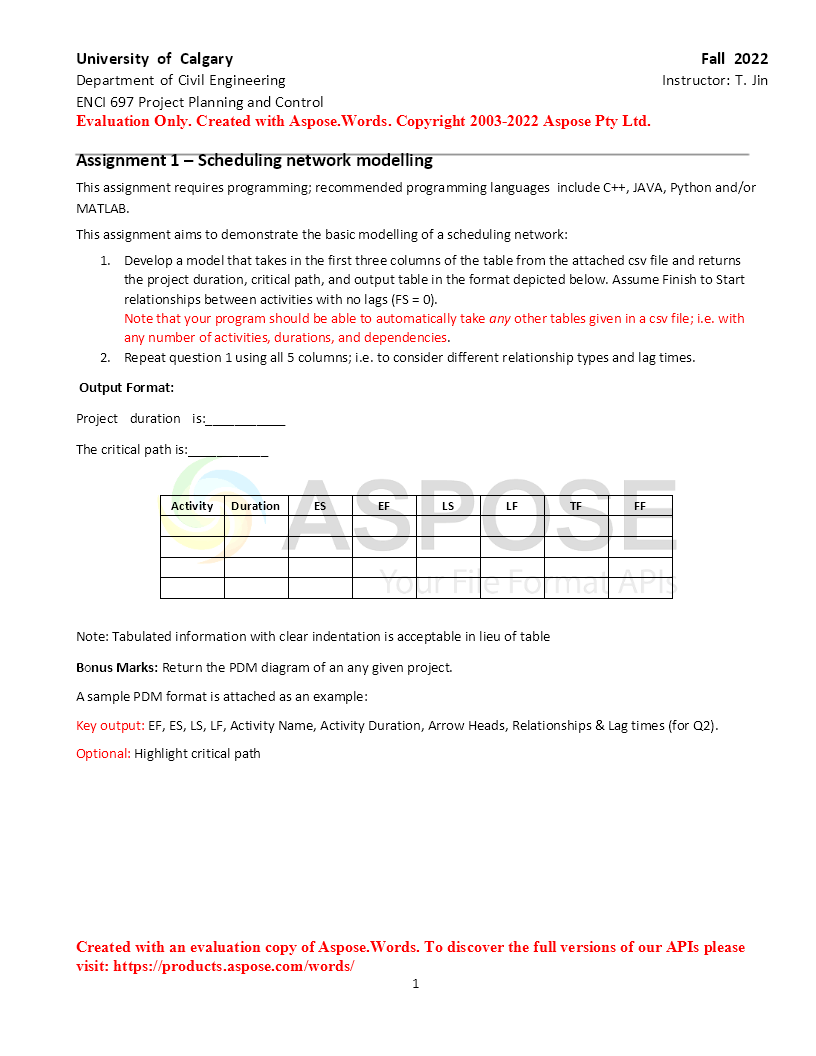 University of Calgary Fall 2022
Department of Civil Engineering Instructor: T. Jin
ENCI 697 Project Planning and Control
Evaluation Only. Created with Aspose.Words. Copyright 2003-2022 Aspose Pty Ltd.
Assignment 1 – Scheduling network modelling
This assignment requires programming; recommended programming languages include C++, JAVA, Python and/or
MATLAB.
This assignment aims to demonstrate the basic modelling of a scheduling network:
1. Develop a model that takes in the first three columns of the table from the attached csv file and returns
the project duration, critical path, and output table in the format depicted below. Assume Finish to Start
relationships between activities with no lags (FS = 0).
Note that your program should be able to automatically take any other tables given in a csv file; i.e. with
any number of activities, durations, and dependencies.
2. Repeat question 1 using all 5 columns; i.e. to consider different relationship types and lag times.
Output Format:
Project duration is:___________
The critical path is:___________
ASPOSE
Activity Duration ES EF LS LF TF FF
Your File Format APIs
Note: Tabulated information with clear indentation is acceptable in lieu of table
Bonus Marks: Return the PDM diagram of an any given project.
A sample PDM format is attached as an example:
Key output: EF, ES, LS, LF, Activity Name, Activity Duration, Arrow Heads, Relationships & Lag times (for Q2).
Optional: Highlight critical path
Created with an evaluation copy of Aspose.Words. To discover the full versions of our APIs please
visit: https://products.aspose.com/words/
1